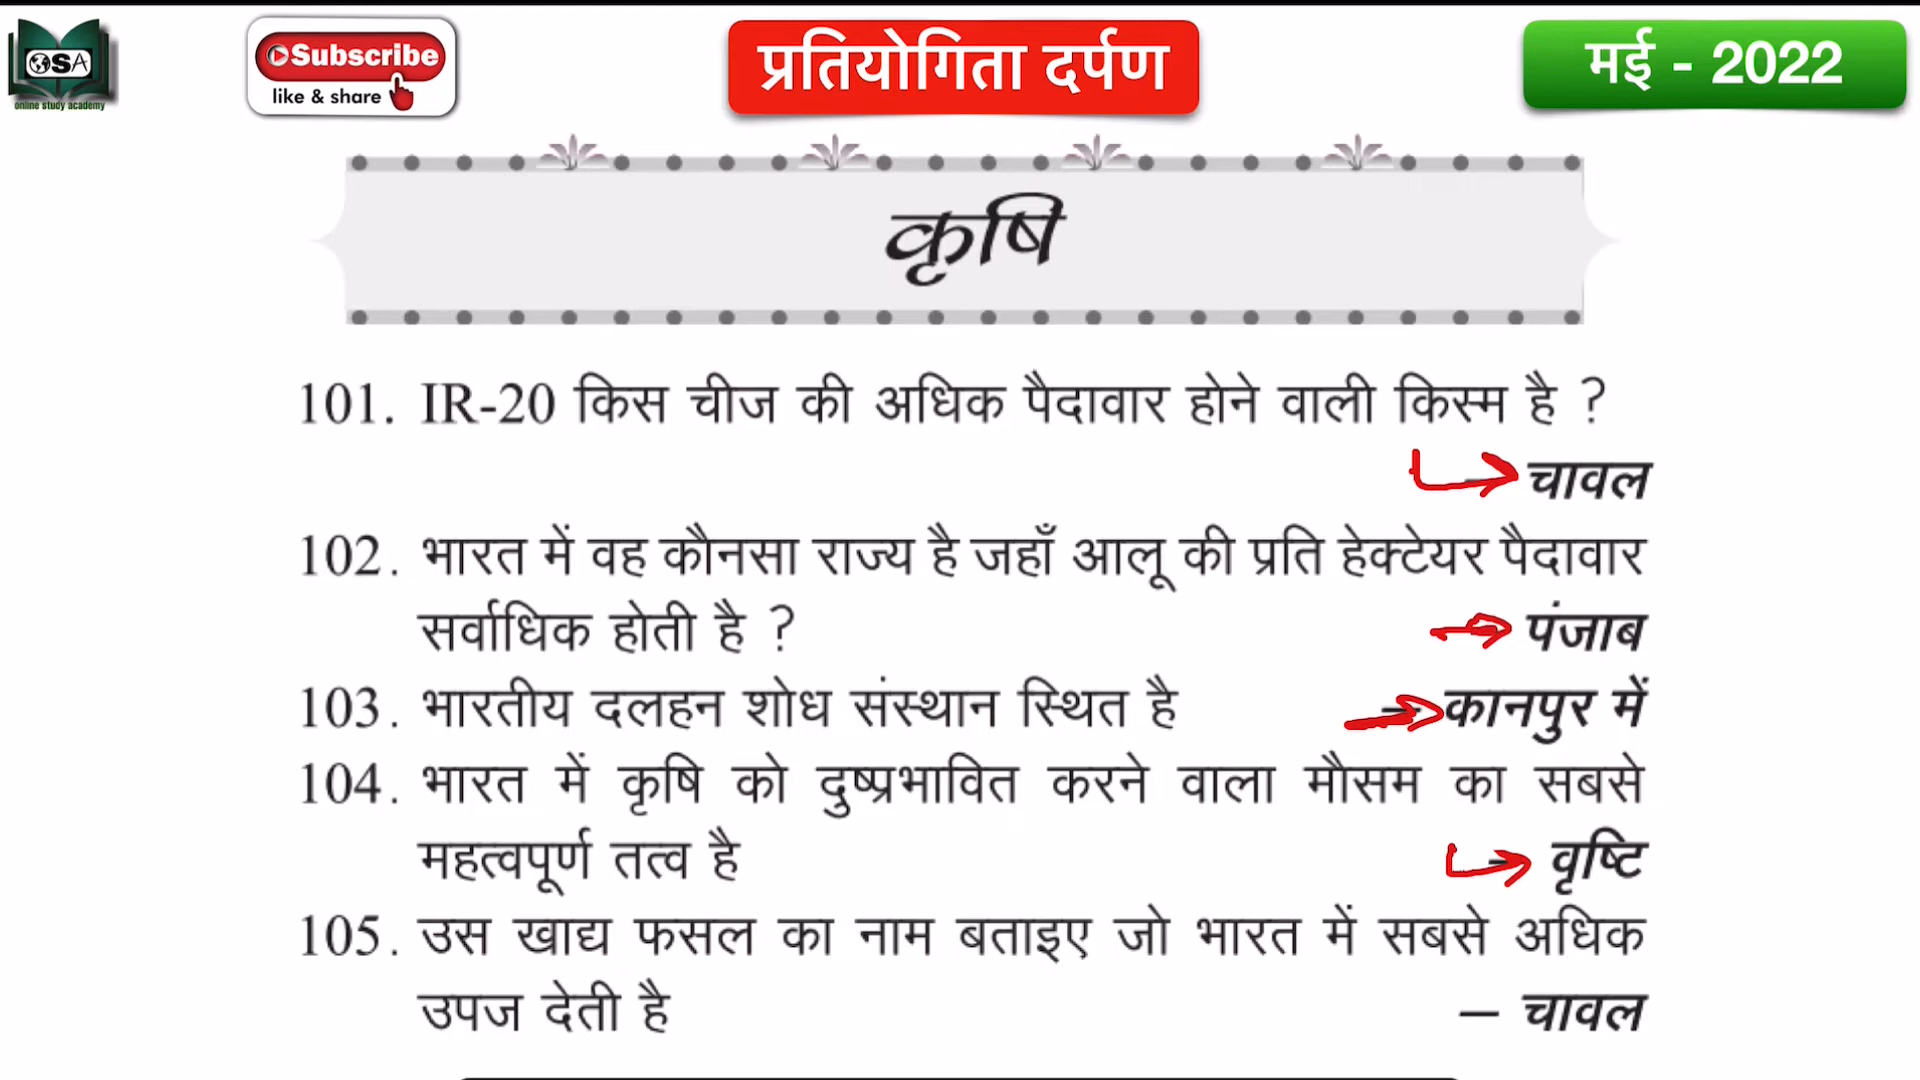 OSA
online study academy
Subscribe
like & share
प्रतियोगिता दर्पण
मई - 2022
कृषि
101. IR-20 किस चीज की अधिक पैदावार होने वाली किस्म है ?
– चावल
102. भारत में वह कौनसा राज्य है जहाँ आलू की प्रति हेक्टेयर पैदावार
सर्वाधिक होती है ? – पंजाब
103. भारतीय दलहन शोध संस्थान स्थित है – कानपुर में
104. भारत में कृषि को दुष्प्रभावित करने वाला मौसम का सबसे
महत्वपूर्ण तत्व है – वृष्टि
105. उस खाद्य फसल का नाम बताइए जो भारत में सबसे अधिक
उपज देती है – चावल